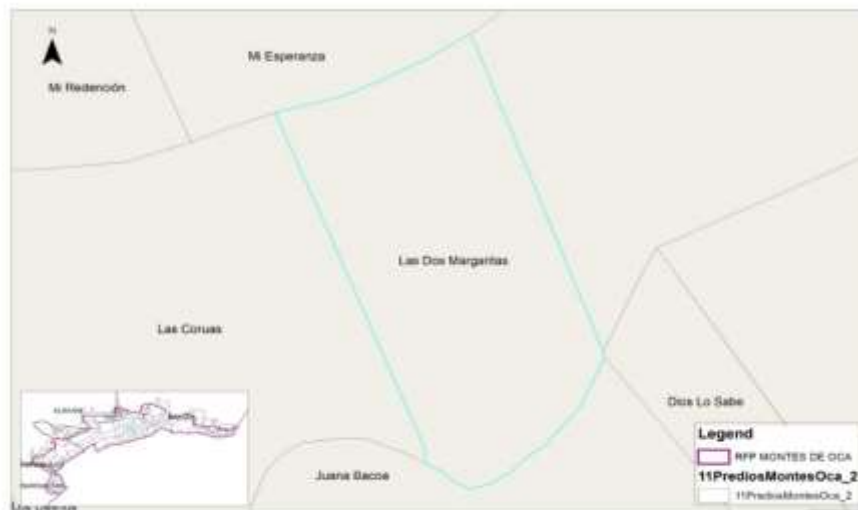 N
Mi Esperanza
Mi Redención
Las Dos Margaritas
Las Coruas
Dios Lo Sabe
Juana Bacoe
Legend
RFP MONTES DE OCA
11PrediosMontesOca_2
11PrediosMontesOca_2